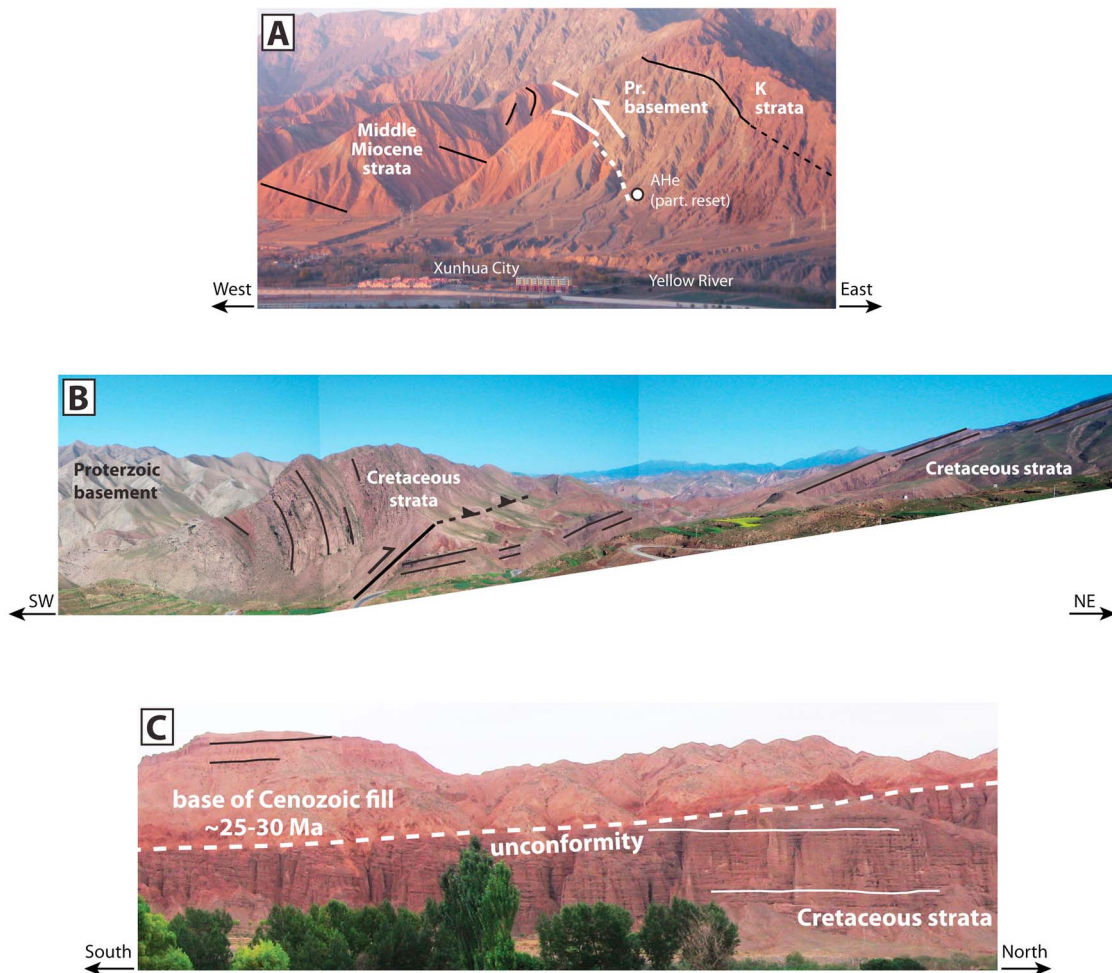 A
Pr.
basement
K
strata
Middle
Miocene
strata
AHe
(part. reset)
Xunhua City
Yellow River
West
East
B
Proterzoic
basement
Cretaceous
strata
Cretaceous strata
SW
NE
C
base of Cenozoic fill
~25-30 Ma
unconformity
Cretaceous strata
South
North